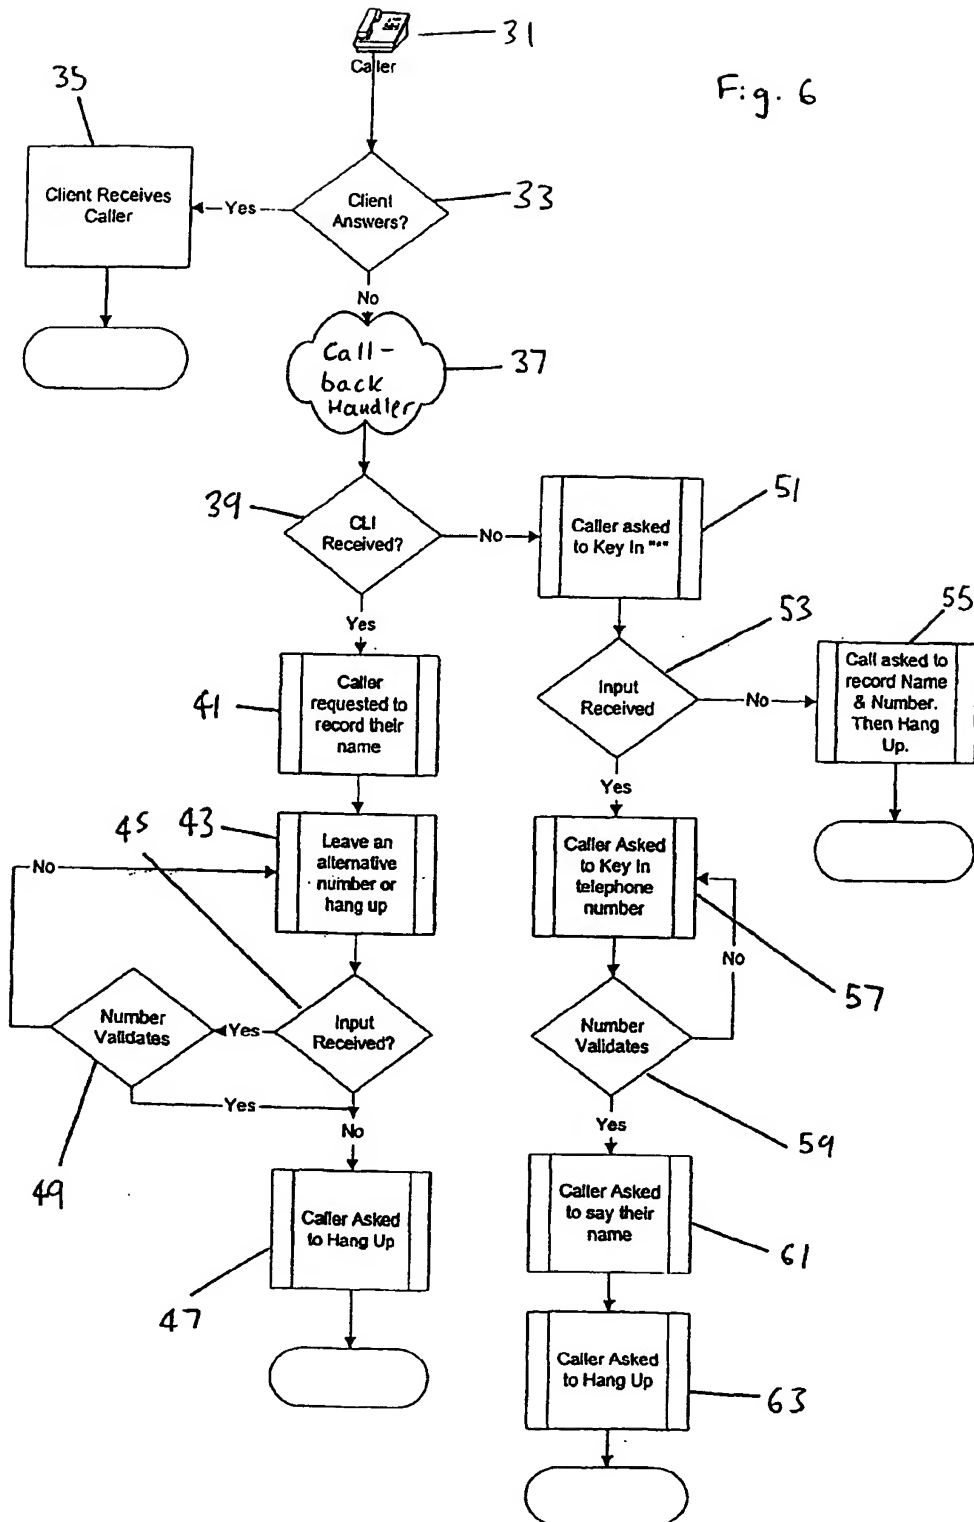 31
Caller
Fig. 6
35
Client Receives
Caller
Yes
Client
Answers?
33
No
Call-
back
Handler
37
39
CLI
Received?
No
Caller asked
to Key In "*"
51
Yes
53
55
Caller
requested to
record their
name
41
Input
Received
No
Call asked to
record Name
& Number.
Then Hang
Up.
Yes
45
43
Leave an
alternative
number or
hang up
No
Caller Asked
to Key In
telephone
number
No
57
Number
Validates
Yes
Input
Received?
Number
Validates
59
Yes
No
Yes
49
Caller Asked
to Hang Up
47
Caller Asked
to say their
name
61
Caller Asked
to Hang Up
63